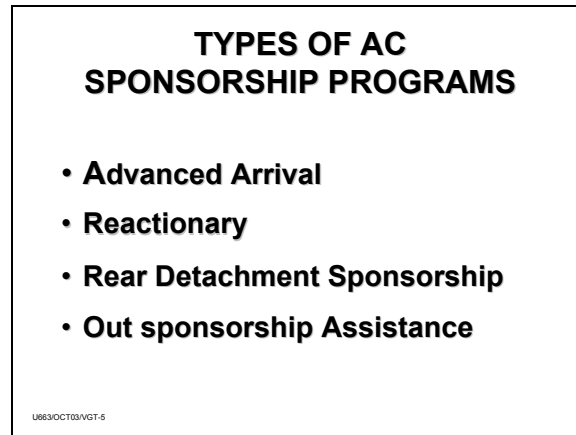 TYPES OF AC
SPONSORSHIP PROGRAMS
• Advanced Arrival
• Reactionary
• Rear Detachment Sponsorship
• Out sponsorship Assistance
U663/OCT03/VGT-5